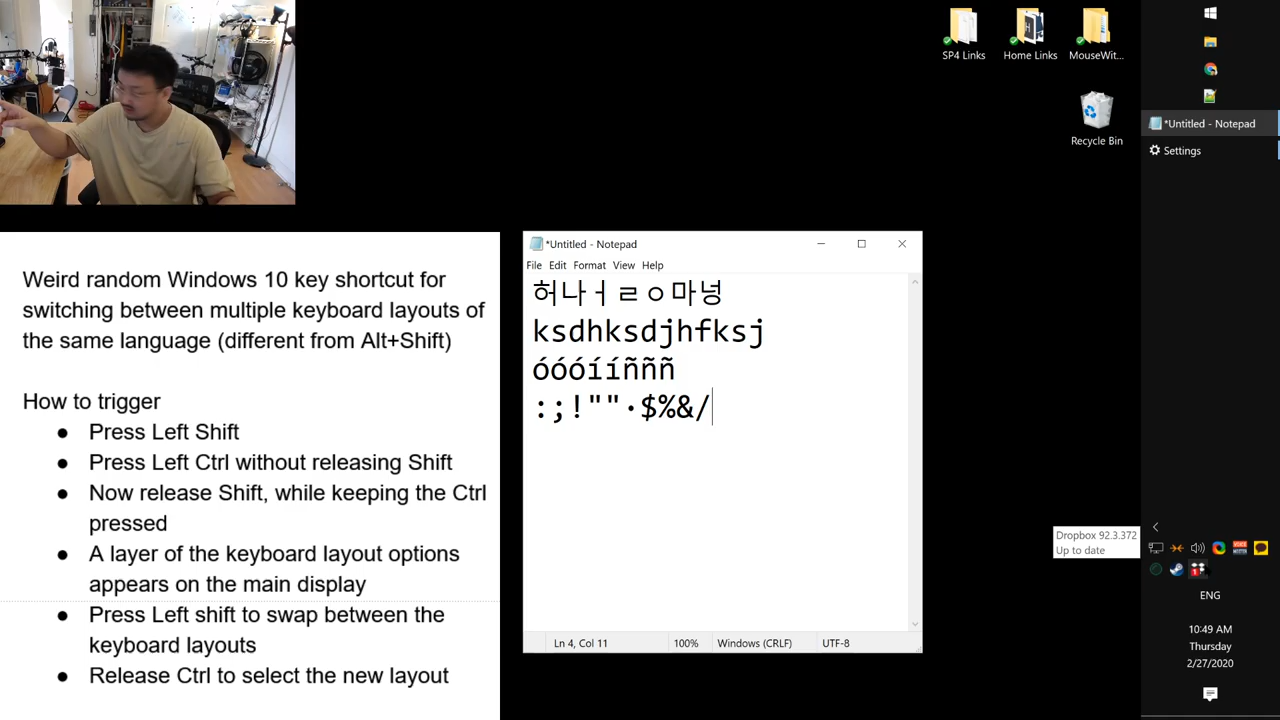 SP4 Links
Home Links
MouseWit...
Recycle Bin
*Untitled - Notepad
Settings
Weird random Windows 10 key shortcut for
switching between multiple keyboard layouts of
the same language (different from Alt+Shift)
How to trigger
● Press Left Shift
● Press Left Ctrl without releasing Shift
● Now release Shift, while keeping the Ctrl
pressed
● A layer of the keyboard layout options
appears on the main display
● Press Left shift to swap between the
keyboard layouts
● Release Ctrl to select the new layout
*Untitled - Notepad
File Edit Format View Help
허나ㅓㄹㅇ마넝
ksdhksdjhfksj
óóóííñññ
:;!""·$%&/
Ln 4, Col 11 100% Windows (CRLF) UTF-8
Dropbox 92.3.372
Up to date
ENG
10:49 AM
Thursday
2/27/2020